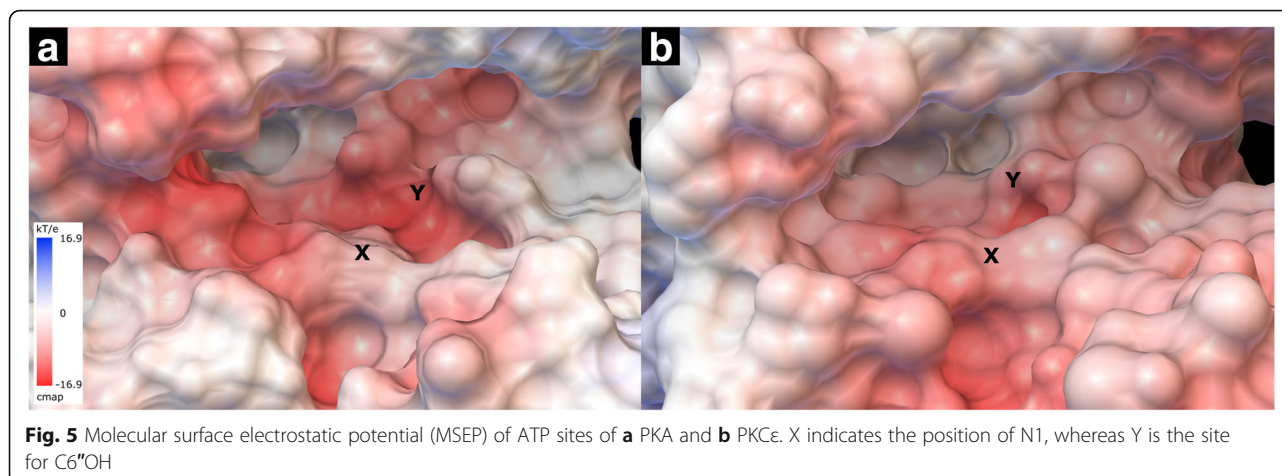 a
b
Y
X
Y
X
kT/e
16.9
0
-16.9
cmap
Fig. 5 Molecular surface electrostatic potential (MSEP) of ATP sites of a PKA and b PKCε. X indicates the position of N1, whereas Y is the site
for C6″OH